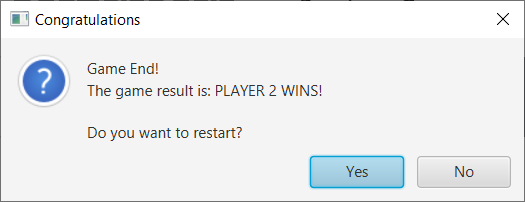 Congratulations
Game End!
The game result is: PLAYER 2 WINS!
Do you want to restart?
Yes
No